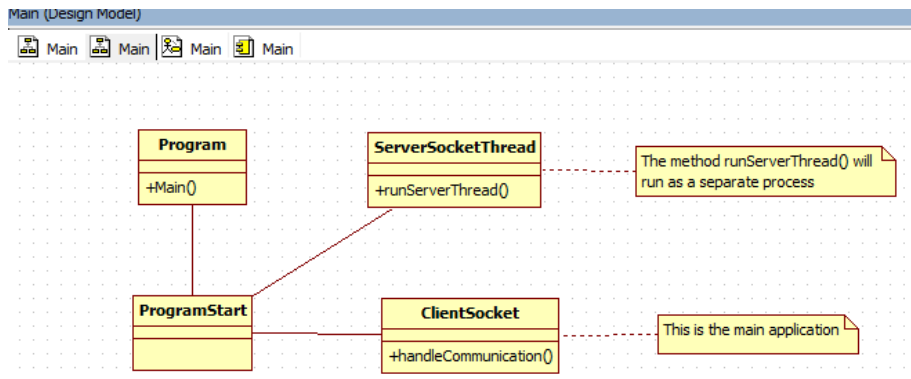 Main (Design Model)
Main Main Main Main
Program
+Main()
ServerSocketThread
+runServerThread()
The method runServerThread() will
run as a separate process
ProgramStart
ClientSocket
+handleCommunication()
This is the main application